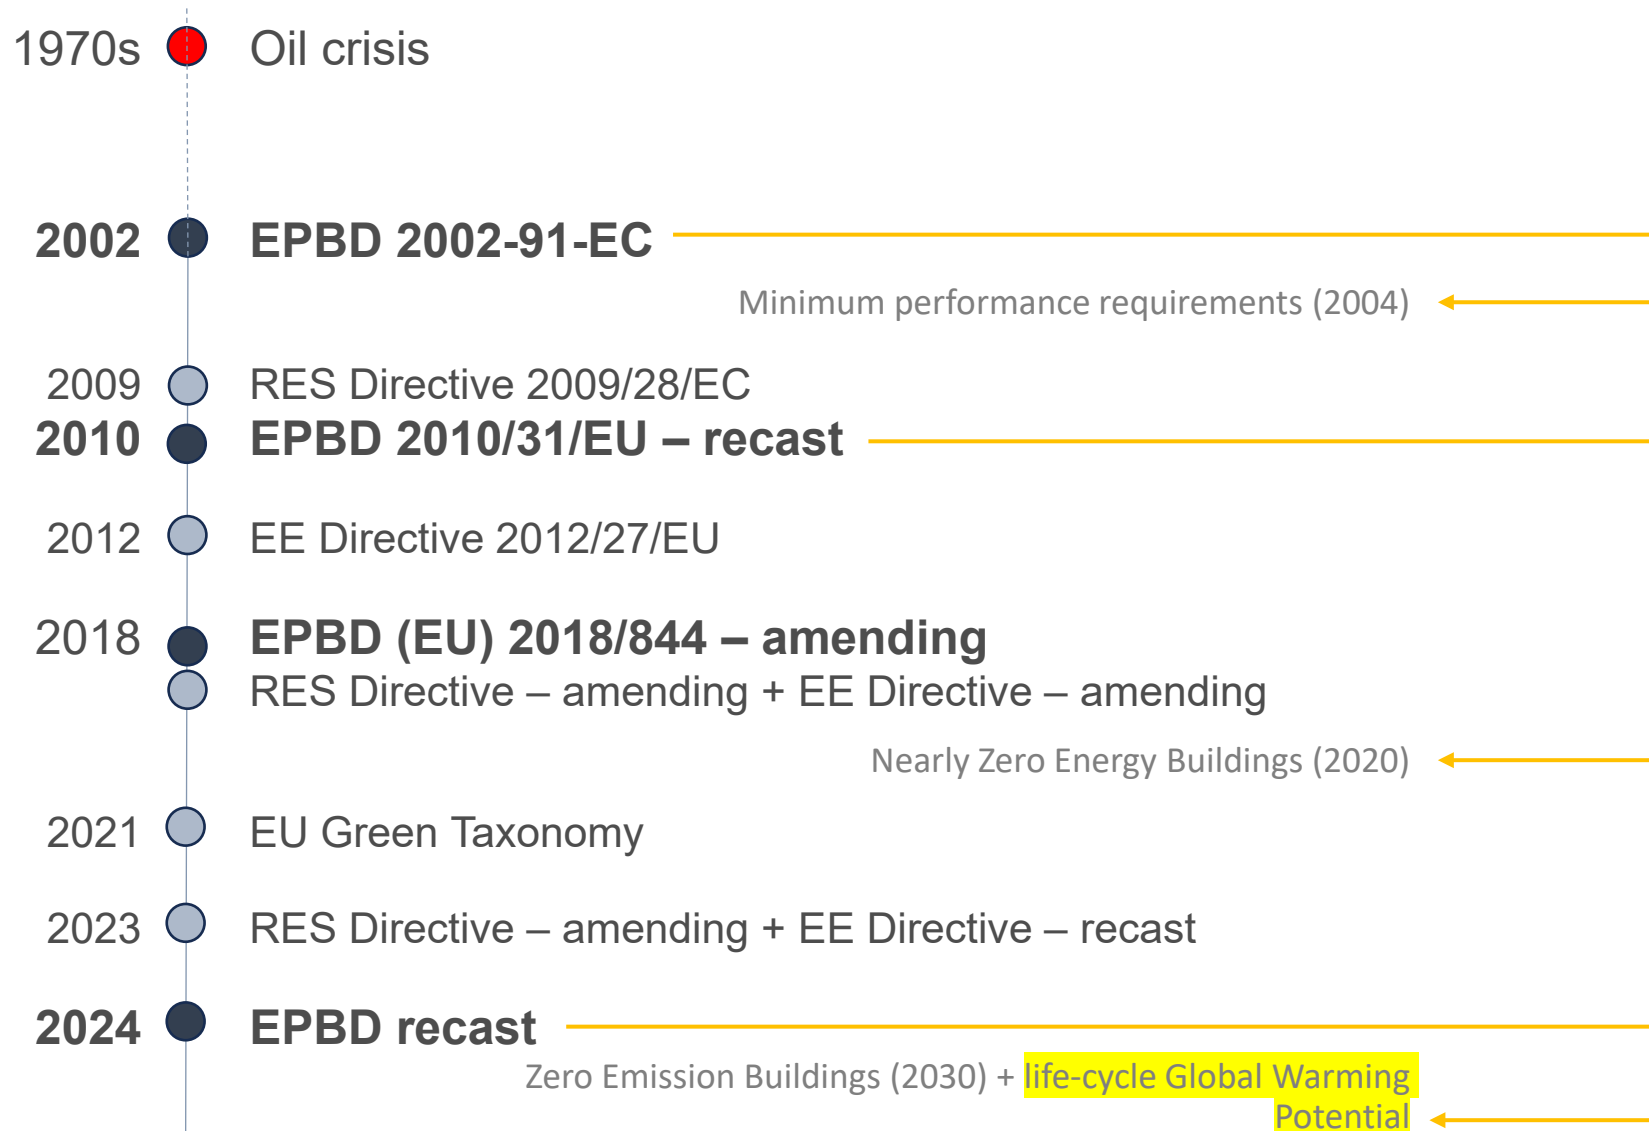 1970s Oil crisis
2002 EPBD 2002-91-EC
Minimum performance requirements (2004)
2009 RES Directive 2009/28/EC
2010 EPBD 2010/31/EU – recast
2012 EE Directive 2012/27/EU
2018 EPBD (EU) 2018/844 – amending
RES Directive – amending + EE Directive – amending
Nearly Zero Energy Buildings (2020)
2021 EU Green Taxonomy
2023 RES Directive – amending + EE Directive – recast
2024 EPBD recast
Zero Emission Buildings (2030) + life-cycle Global Warming
Potential